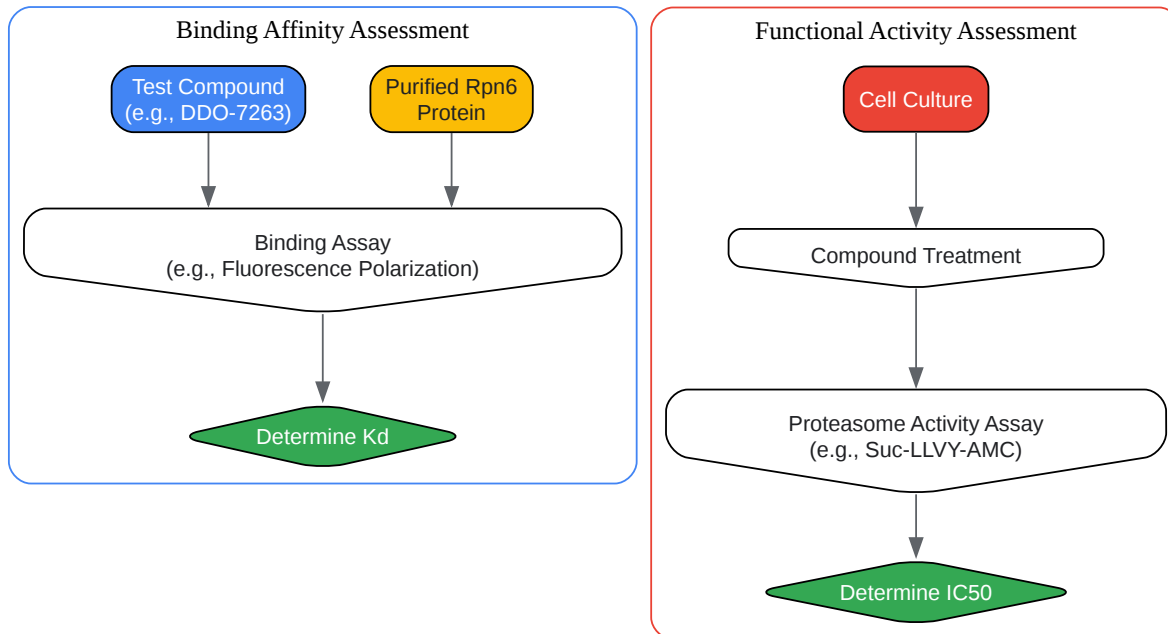 Binding Affinity Assessment
Test Compound
(e.g., DDO-7263)
Purified Rpn6
Protein
Binding Assay
(e.g., Fluorescence Polarization)
Determine Kd
Functional Activity Assessment
Cell Culture
Compound Treatment
Proteasome Activity Assay
(e.g., Suc-LLVY-AMC)
Determine IC50